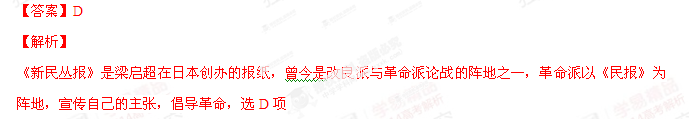 【答案】D
【解析】
《新民丛报》是梁启超在日本创办的报纸，曾今是改良派与革命派论战的阵地之一，革命派以《民报》为
阵地，宣传自己的主张，倡导革命，选 D 项